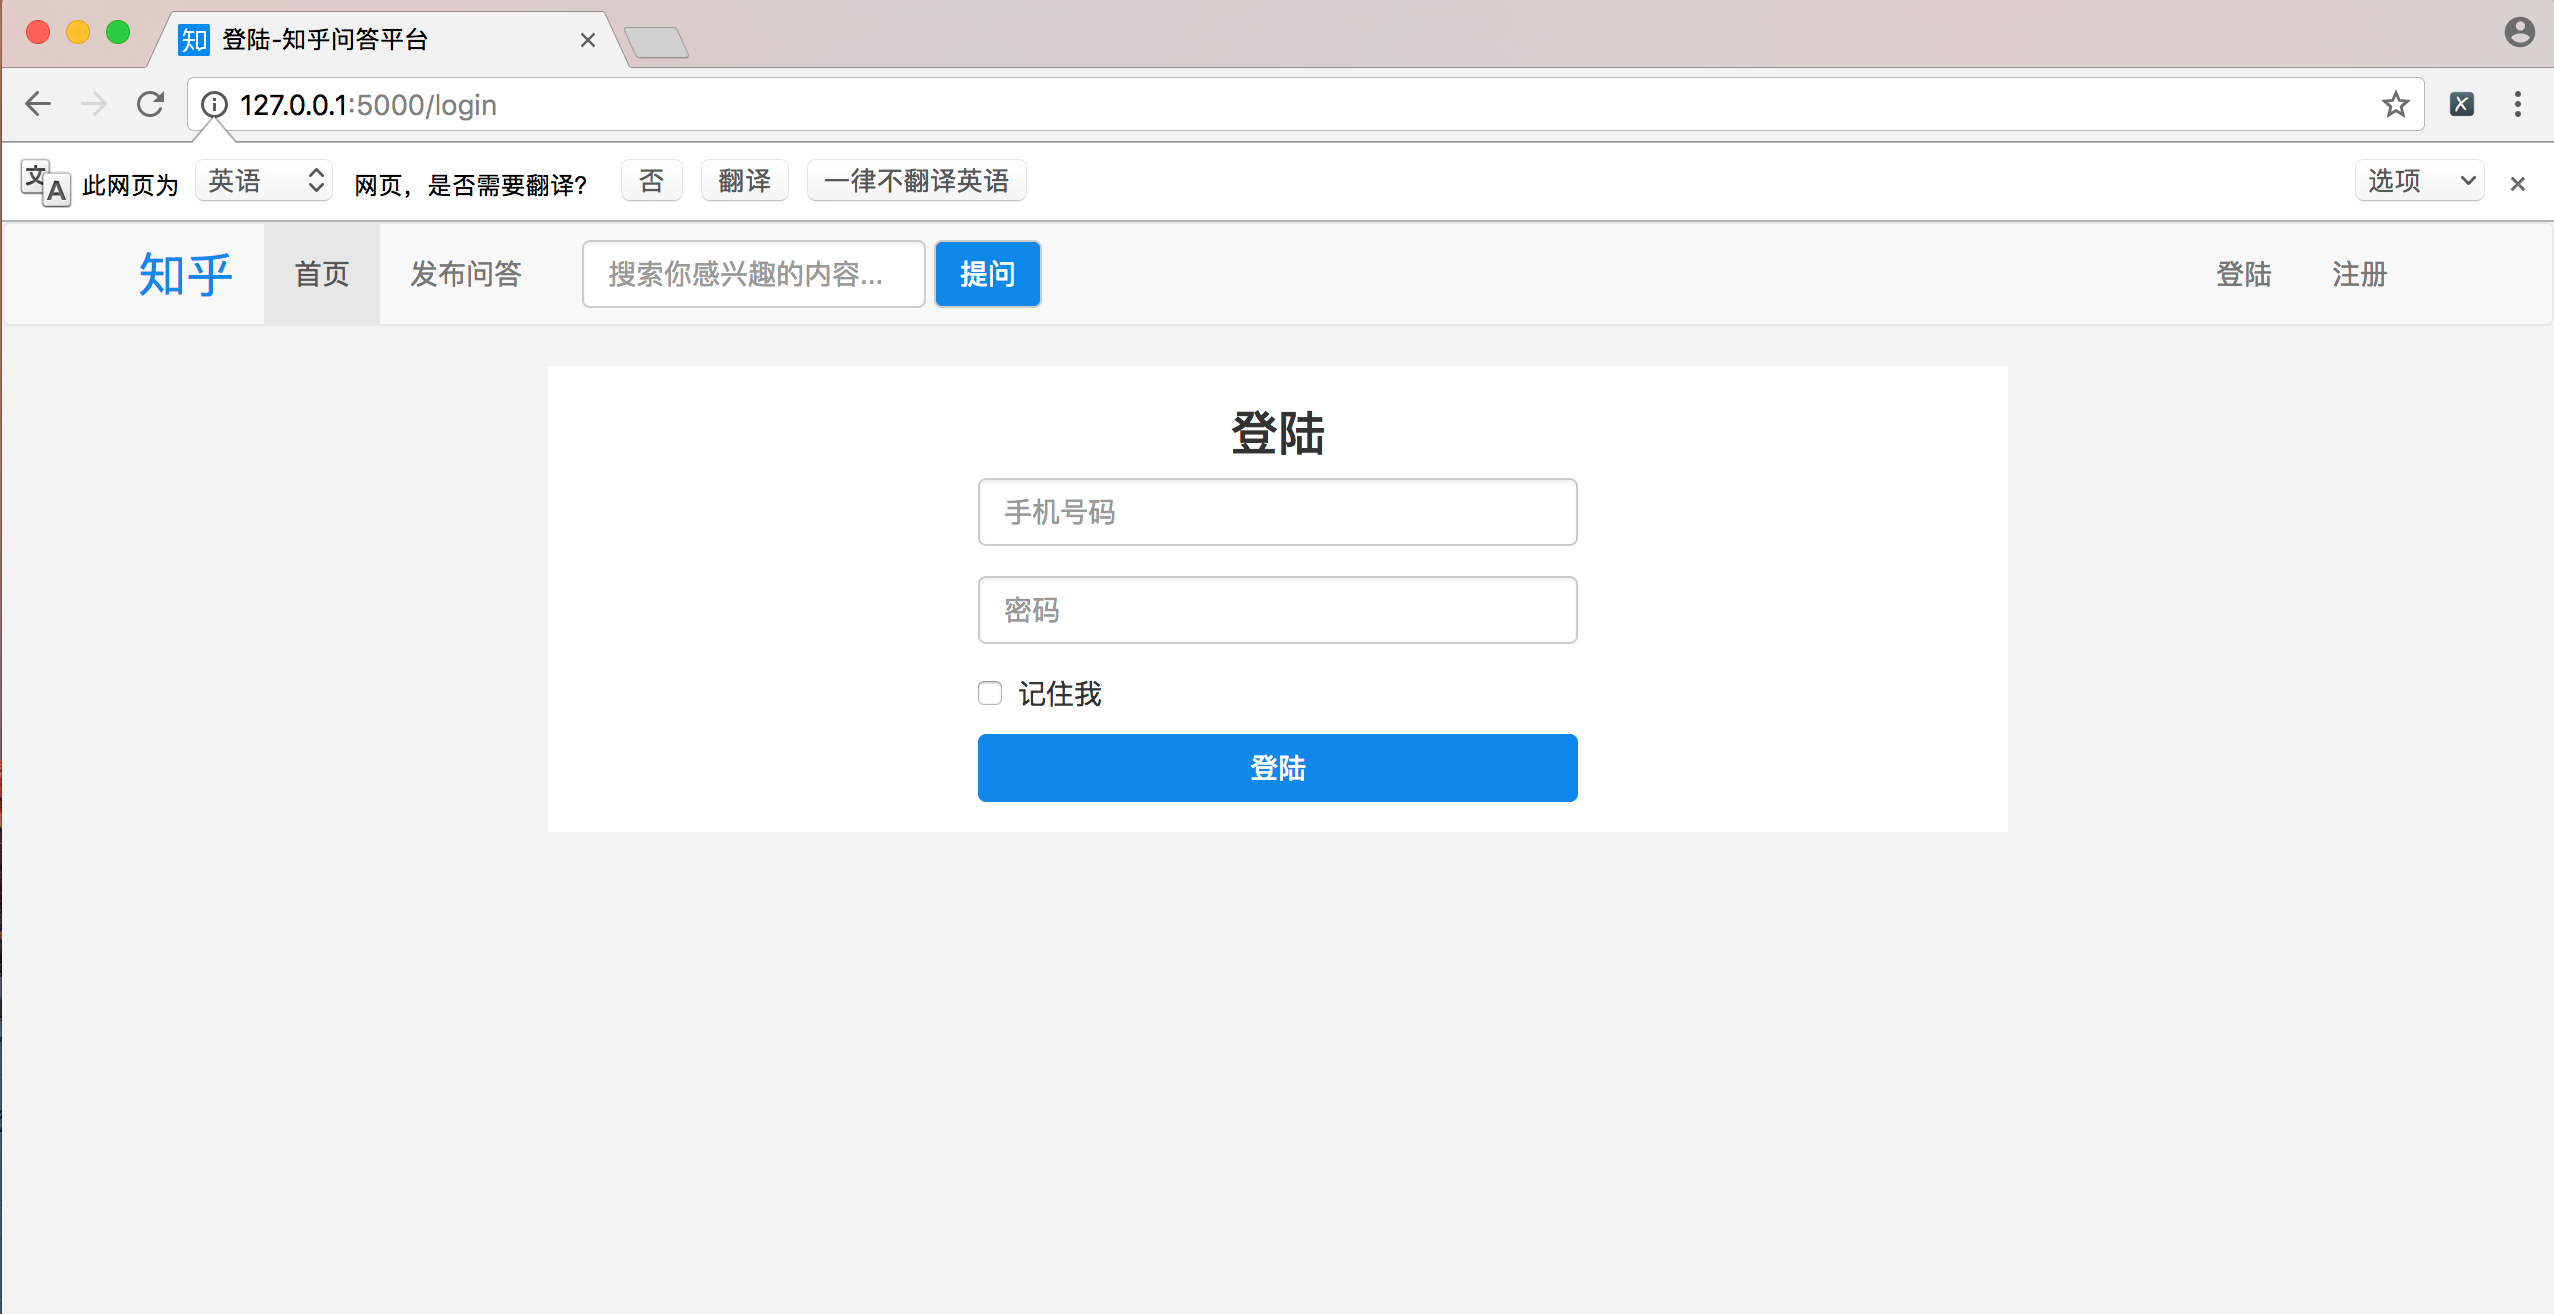 知 登陆-知乎问答平台
127.0.0.1:5000/login
文A 此网页为 英语 网页，是否需要翻译? 否 翻译 一律不翻译英语 选项
知乎 首页 发布问答 搜索你感兴趣的内容... 提问 登陆 注册
登陆
手机号码
密码
记住我
登陆